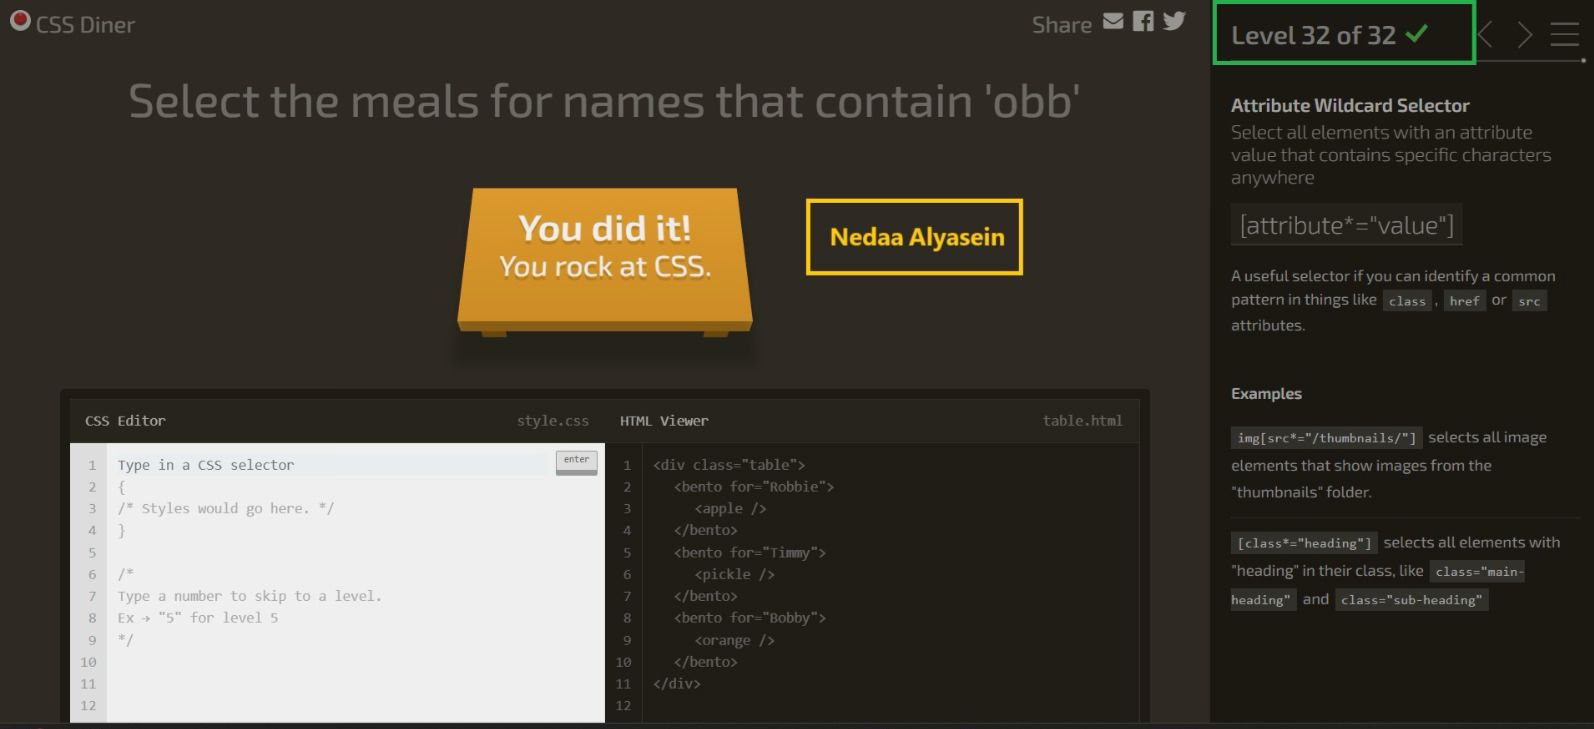 CSS Diner
Share
Select the meals for names that contain 'obb'
You did it!
You rock at CSS.
Nedaa Alyasein
CSS Editor style.css
1 Type in a CSS selector enter
2 {
3 /* Styles would go here. */
4 }
5
6 /*
7 Type a number to skip to a level.
8 Ex → "5" for level 5
9 */
10
11
12
HTML Viewer table.html
1 <div class="table">
2 <bento for="Robbie">
3 <apple />
4 </bento>
5 <bento for="Timmy">
6 <pickle />
7 </bento>
8 <bento for="Bobby">
9 <orange />
10 </bento>
11 </div>
12
Level 32 of 32
Attribute Wildcard Selector
Select all elements with an attribute
value that contains specific characters
anywhere
[attribute*="value"]
A useful selector if you can identify a common
pattern in things like class , href or src
attributes.
Examples
img[src*="/thumbnails/"] selects all image
elements that show images from the
"thumbnails" folder.
[class*="heading"] selects all elements with
"heading" in their class, like class="main-
heading" and class="sub-heading"